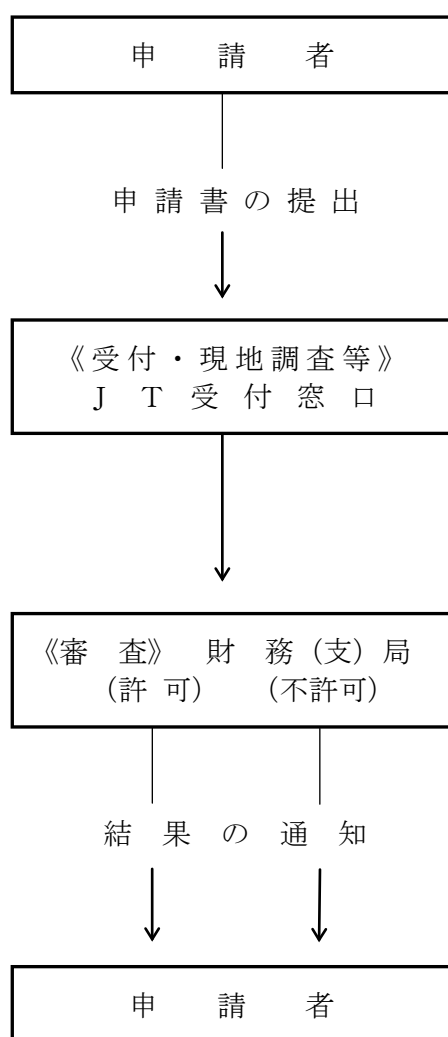 申請者
申請書の提出
《受付・現地調査等》
JT受付窓口
《審査》 財務(支)局
(許可) (不許可)
結果の通知
申請者